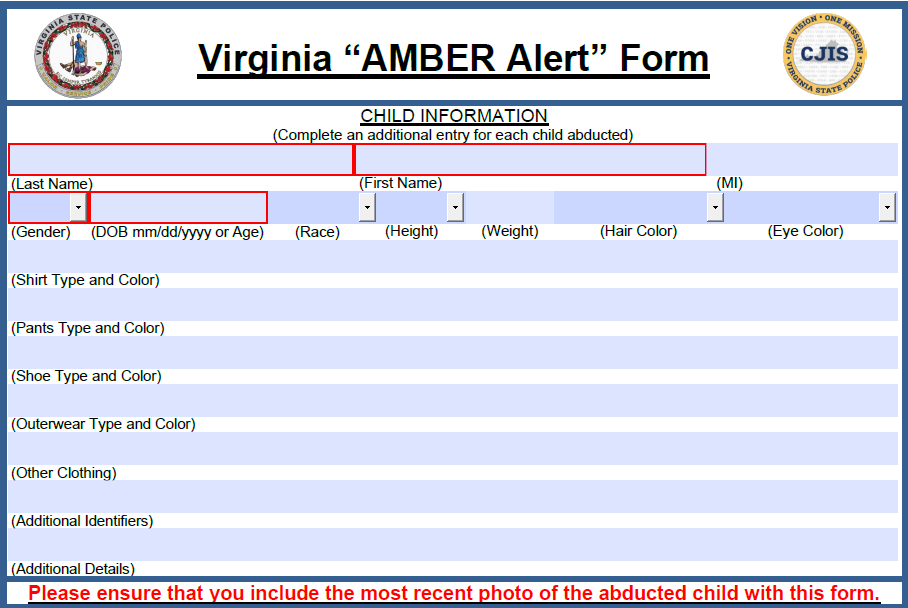 VIRGINIA STATE POLICE
Virginia “AMBER Alert” Form
ONE VISION • ONE MISSION
CJIS
VIRGINIA STATE POLICE
CHILD INFORMATION
(Complete an additional entry for each child abducted)
(Last Name) (First Name) (MI)
(Gender) (DOB mm/dd/yyyy or Age) (Race) (Height) (Weight) (Hair Color) (Eye Color)
(Shirt Type and Color)
(Pants Type and Color)
(Shoe Type and Color)
(Outerwear Type and Color)
(Other Clothing)
(Additional Identifiers)
(Additional Details)
Please ensure that you include the most recent photo of the abducted child with this form.